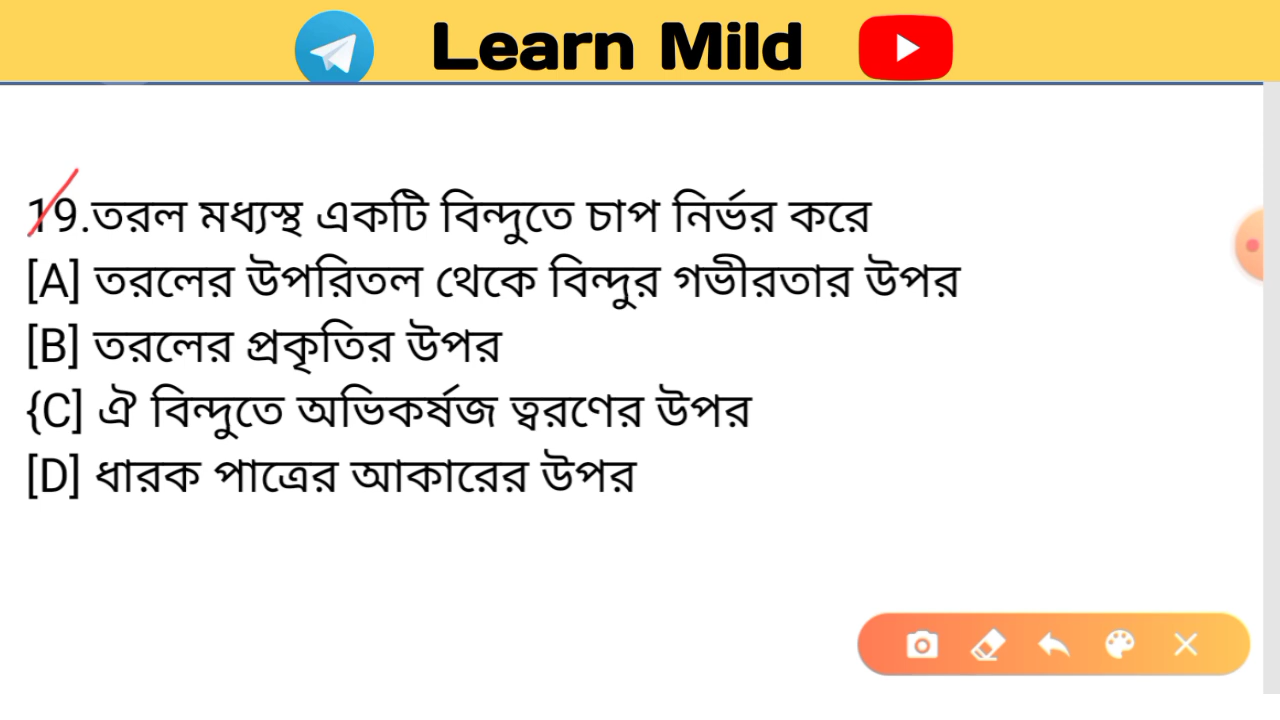 Learn Mild
19.তরল মধ্যস্থ একটি বিন্দুতে চাপ নির্ভর করে
[A] তরলের উপরিতল থেকে বিন্দুর গভীরতার উপর
[B] তরলের প্রকৃতির উপর
{C] ঐ বিন্দুতে অভিকর্ষজ ত্বরণের উপর
[D] ধারক পাত্রের আকারের উপর